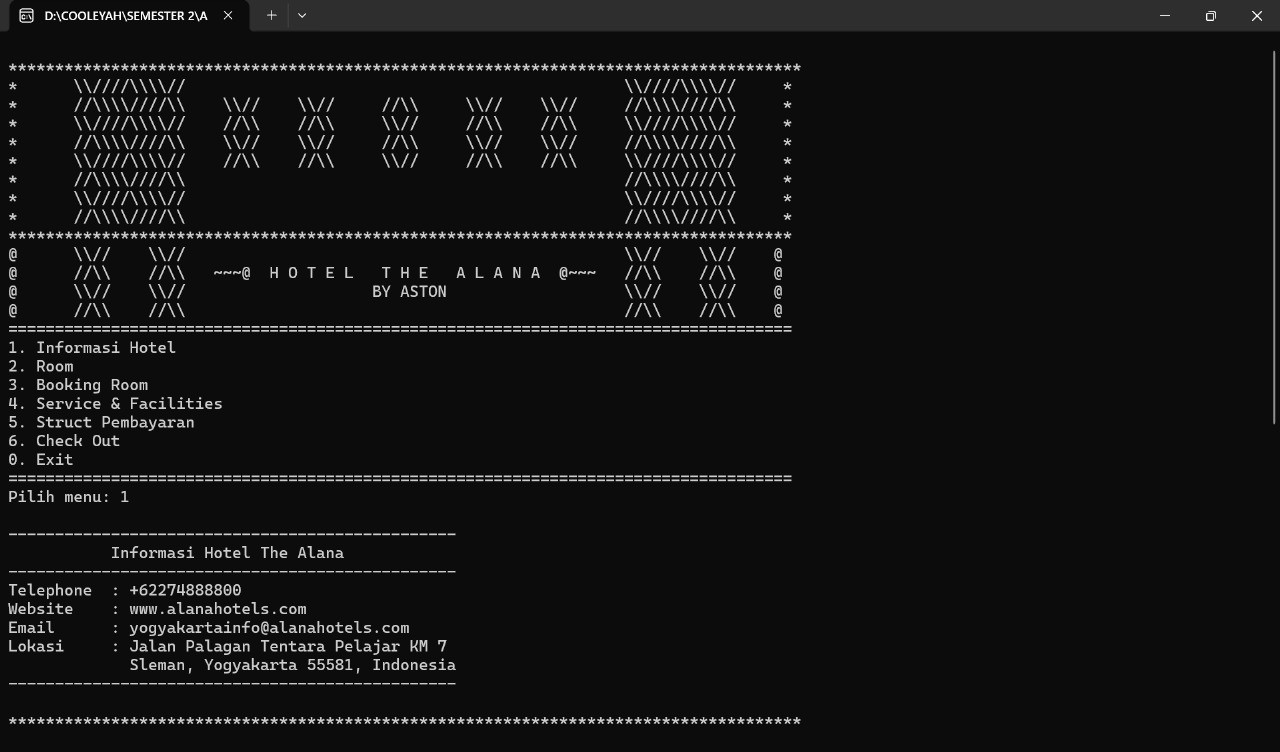 D:\COOLEYAH\SEMESTER 2\A
*************************************************************************************
*      \\////\\\\//                                               \\////\\\\//     *
*      //\\\\////\\    \\//    \\//     //\\     \\//    \\//     //\\\\////\\     *
*      \\////\\\\//    //\\    //\\     \\//     //\\    //\\     \\////\\\\//     *
*      //\\\\////\\    \\//    \\//     //\\     \\//    \\//     //\\\\////\\     *
*      \\////\\\\//    //\\    //\\     \\//     //\\    //\\     \\////\\\\//     *
*      //\\\\////\\                                               //\\\\////\\     *
*      \\////\\\\//                                               \\////\\\\//     *
*      //\\\\////\\                                               //\\\\////\\     *
************************************************************************************
@      \\//    \\//                                               \\//    \\//    @
@      //\\    //\\   ~~~@  H O T E L   T H E   A L A N A  @~~~   //\\    //\\    @
@      \\//    \\//                    BY ASTON                   \\//    \\//    @
@      //\\    //\\                                               //\\    //\\    @
====================================================================================
1. Informasi Hotel
2. Room
3. Booking Room
4. Service & Facilities
5. Struct Pembayaran
6. Check Out
0. Exit
====================================================================================
Pilih menu: 1
------------------------------------------------
           Informasi Hotel The Alana
------------------------------------------------
Telephone  : +62274888800
Website    : www.alanahotels.com
Email      : yogyakartainfo@alanahotels.com
Lokasi     : Jalan Palagan Tentara Pelajar KM 7
             Sleman, Yogyakarta 55581, Indonesia
------------------------------------------------
*************************************************************************************